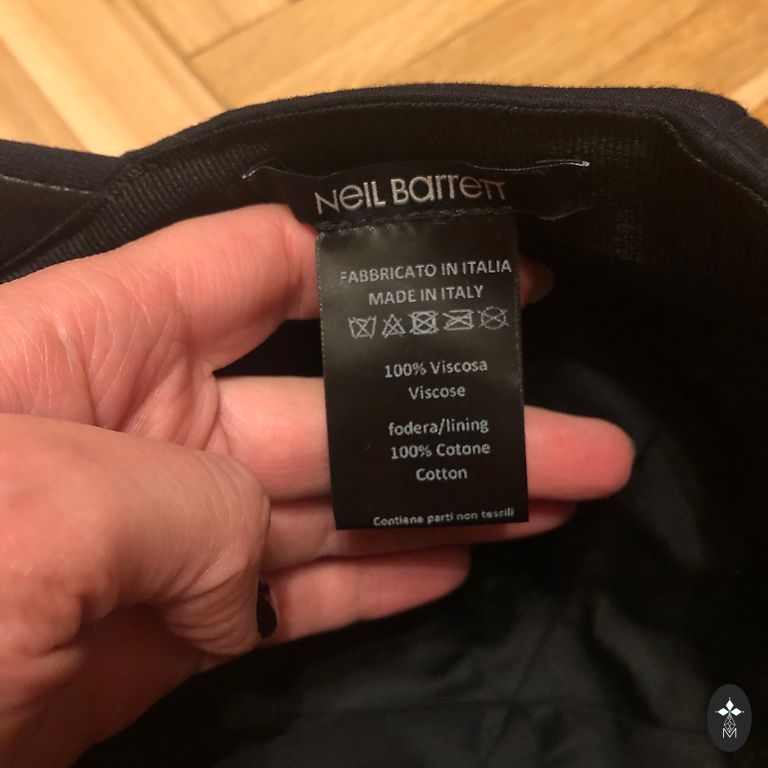 NeIL Barrett
FABBRICATO IN ITALIA
MADE IN ITALY
100% Viscosa
Viscose
fodera/lining
100% Cotone
Cotton
Contiene parti non tessili
M